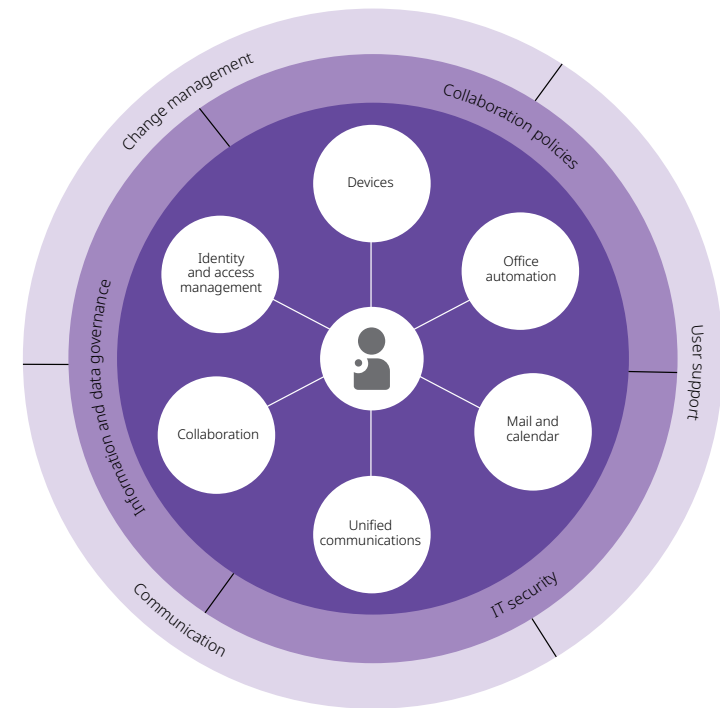 Change management
Collaboration policies
Devices
Identity
and access
management
Office
automation
Information and data governance
User support
Collaboration
Mail and
calendar
Unified
communications
IT security
Communication